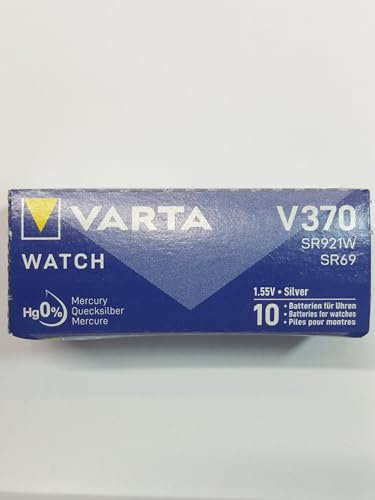 VARTA
V370
SR921W
SR69
WATCH
Hg0%
Mercury
Quecksilber
Mercure
1.55V • Silver
10
• Batterien für Uhren
• Batteries for watches
• Piles pour montres